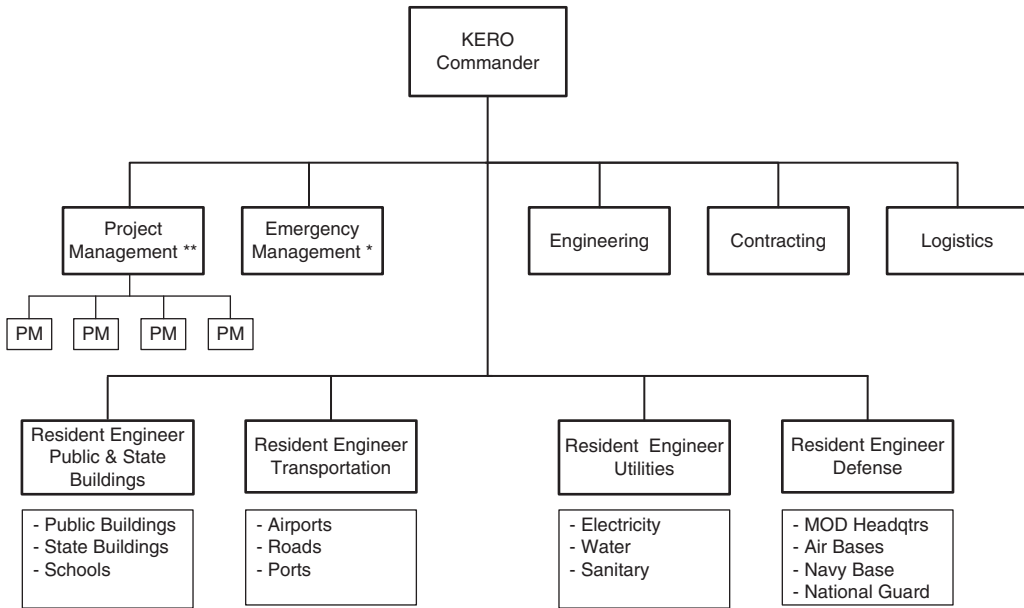 KERO
Commander
Project
Management **
Emergency
Management *
Engineering
Contracting
Logistics
PM
PM
PM
PM
Resident Engineer
Public & State
Buildings
Resident Engineer
Transportation
Resident Engineer
Utilities
Resident Engineer
Defense
- Public Buildings
- State Buildings
- Schools
- Airports
- Roads
- Ports
- Electricity
- Water
- Sanitary
- MOD Headqtrs
- Air Bases
- Navy Base
- National Guard